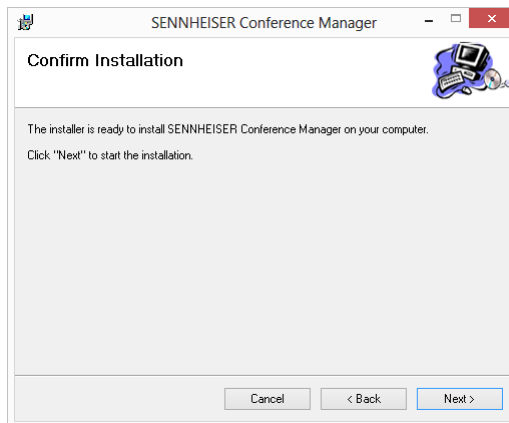 SENNHEISER Conference Manager
Confirm Installation
The installer is ready to install SENNHEISER Conference Manager on your computer.
Click "Next" to start the installation.
Cancel
< Back
Next >